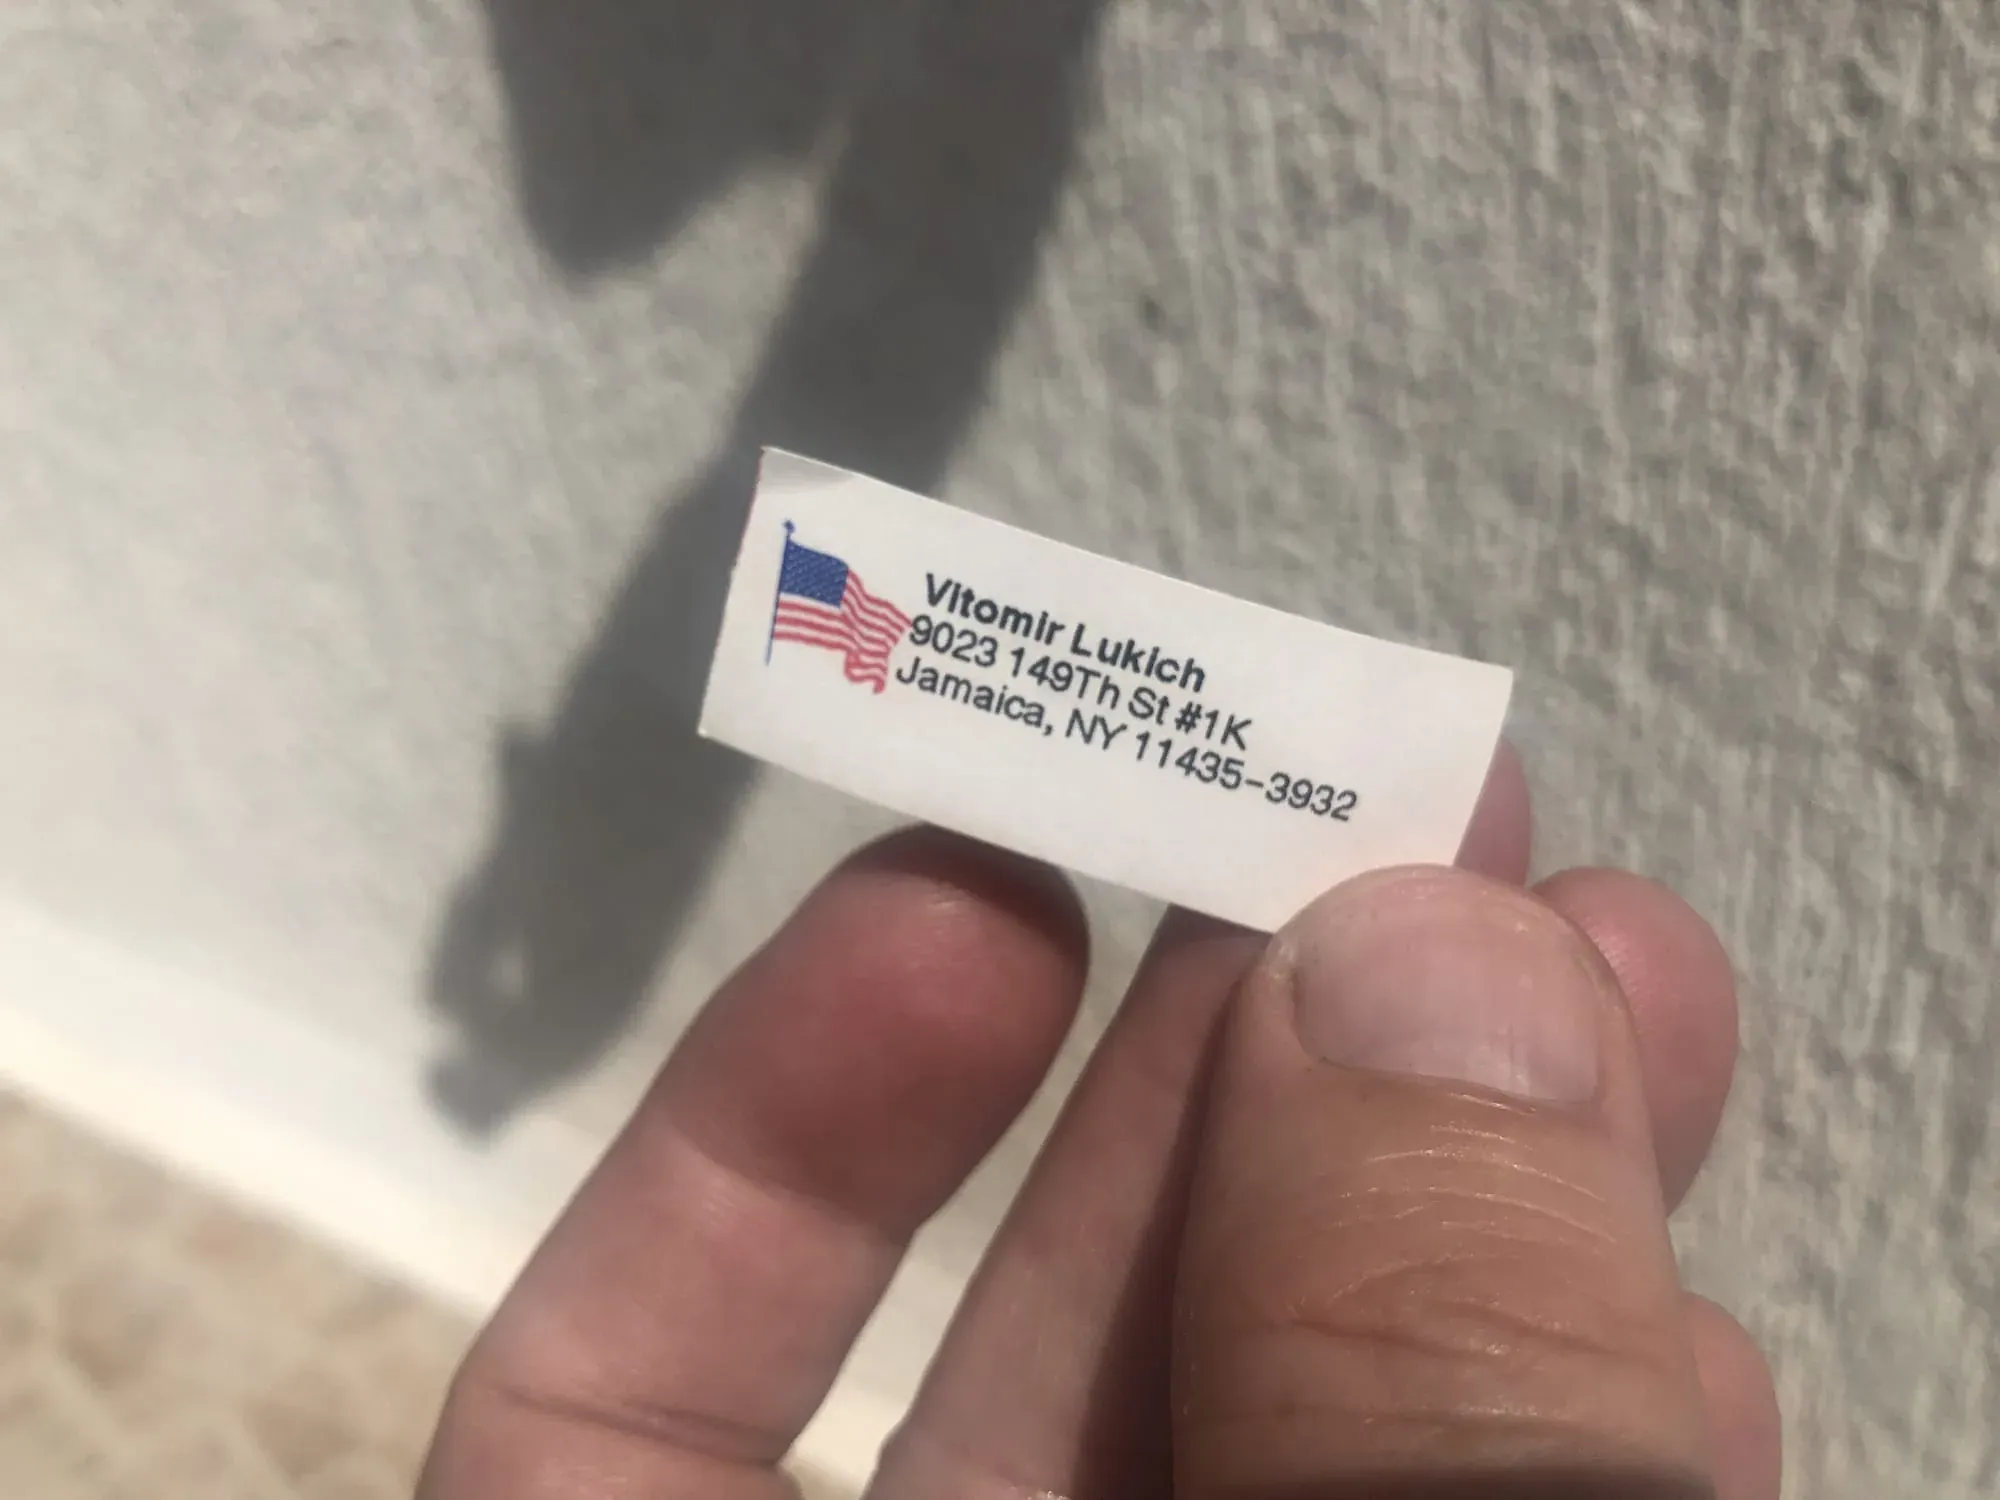 Vitomir Lukich
9023 149Th St #1K
Jamaica, NY 11435-3932